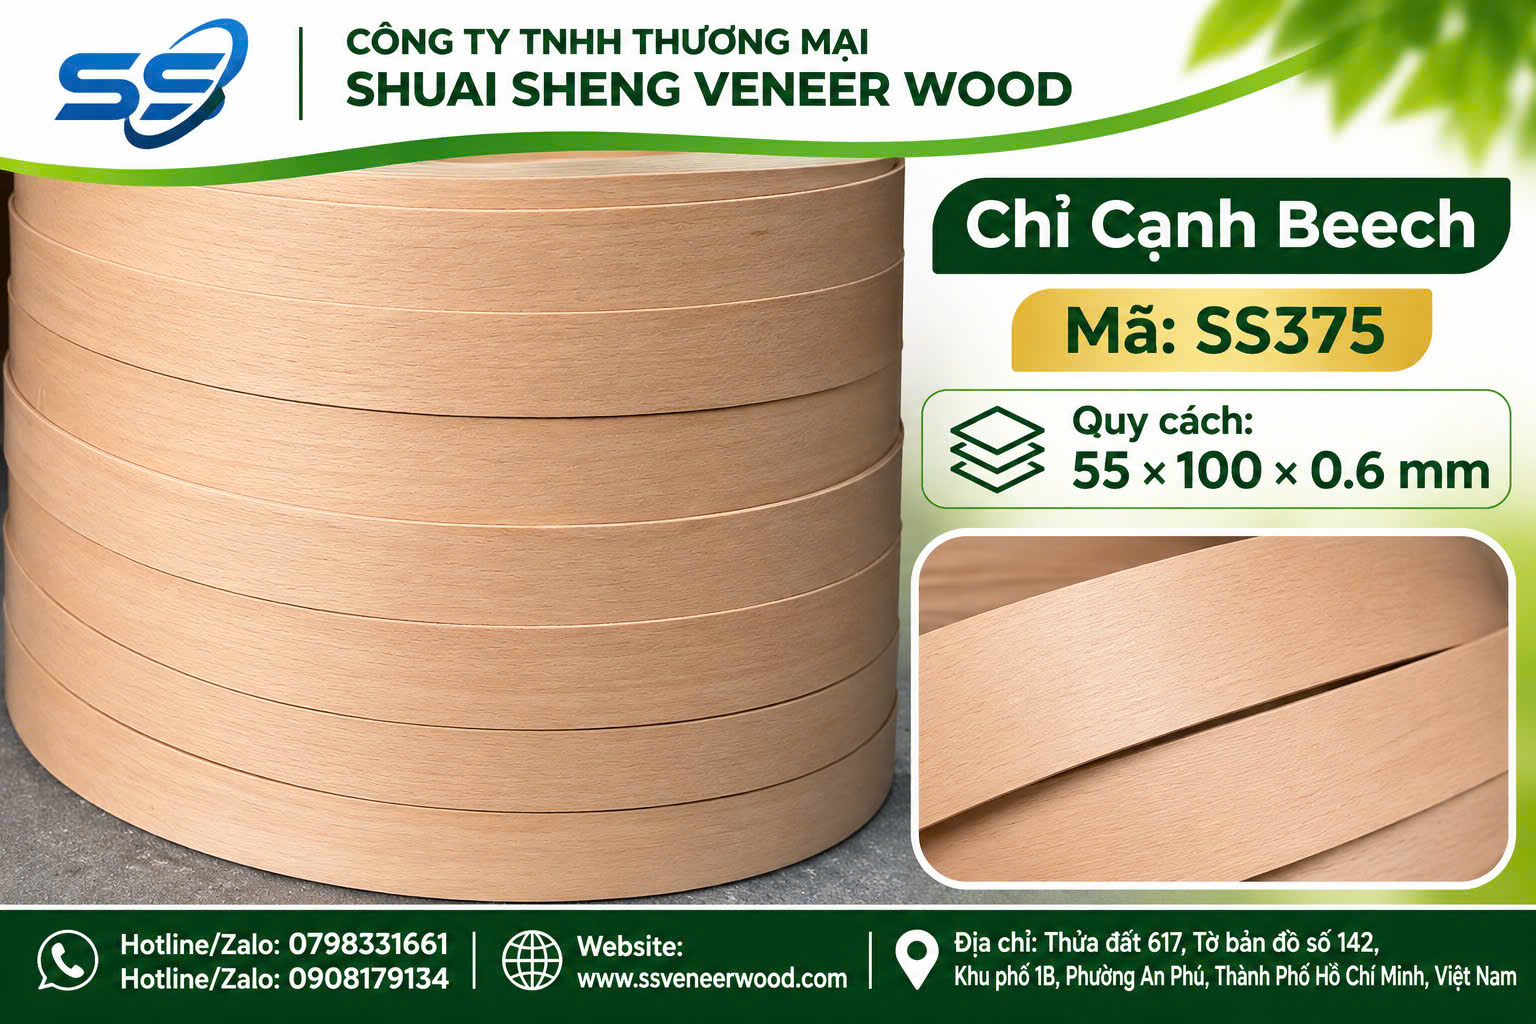 SS
CÔNG TY TNHH THƯƠNG MẠI
SHUAI SHENG VENEER WOOD
Chỉ Cạnh Beech
Mã: SS375
Quy cách:
55 × 100 × 0.6 mm
Hotline/Zalo: 0798331661
Hotline/Zalo: 0908179134
Website:
www.ssveneerwood.com
Địa chỉ: Thửa đất 617, Tờ bản đồ số 142,
Khu phố 1B, Phường An Phú, Thành Phố Hồ Chí Minh, Việt Nam